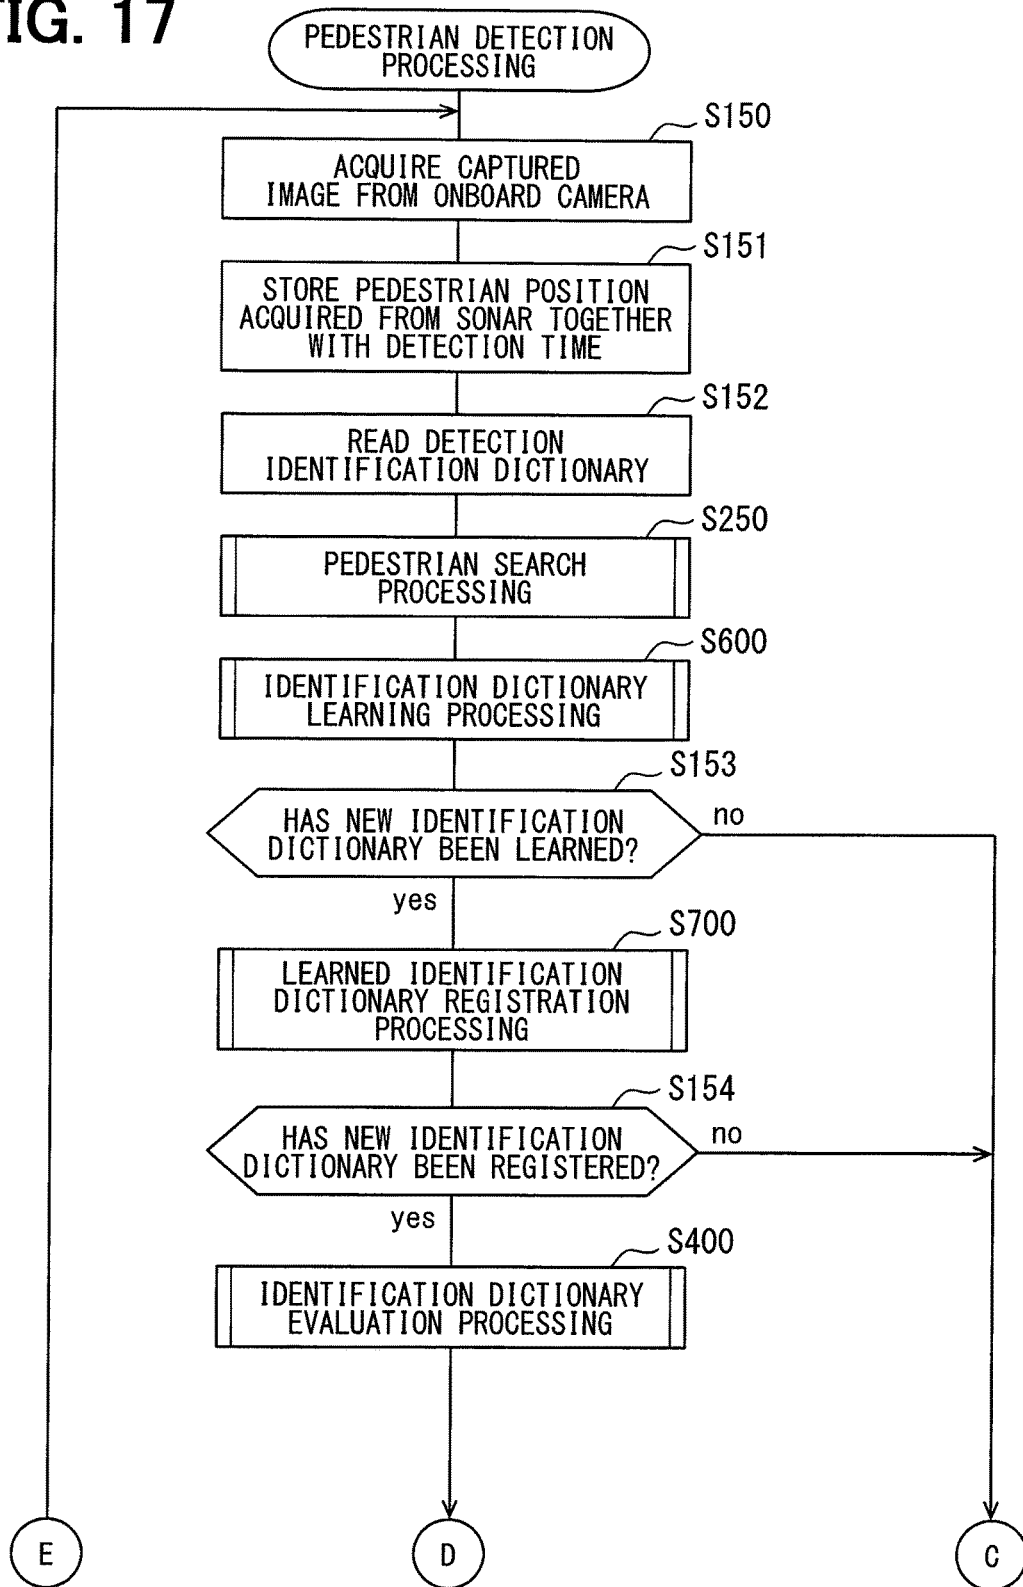 FIG. 17
PEDESTRIAN DETECTION
PROCESSING
S150
ACQUIRE CAPTURED
IMAGE FROM ONBOARD CAMERA
S151
STORE PEDESTRIAN POSITION
ACQUIRED FROM SONAR TOGETHER
WITH DETECTION TIME
S152
READ DETECTION
IDENTIFICATION DICTIONARY
S250
PEDESTRIAN SEARCH
PROCESSING
S600
IDENTIFICATION DICTIONARY
LEARNING PROCESSING
S153
HAS NEW IDENTIFICATION
DICTIONARY BEEN LEARNED?
no
yes
S700
LEARNED IDENTIFICATION
DICTIONARY REGISTRATION
PROCESSING
S154
HAS NEW IDENTIFICATION
DICTIONARY BEEN REGISTERED?
no
yes
S400
IDENTIFICATION DICTIONARY
EVALUATION PROCESSING
E
D
C